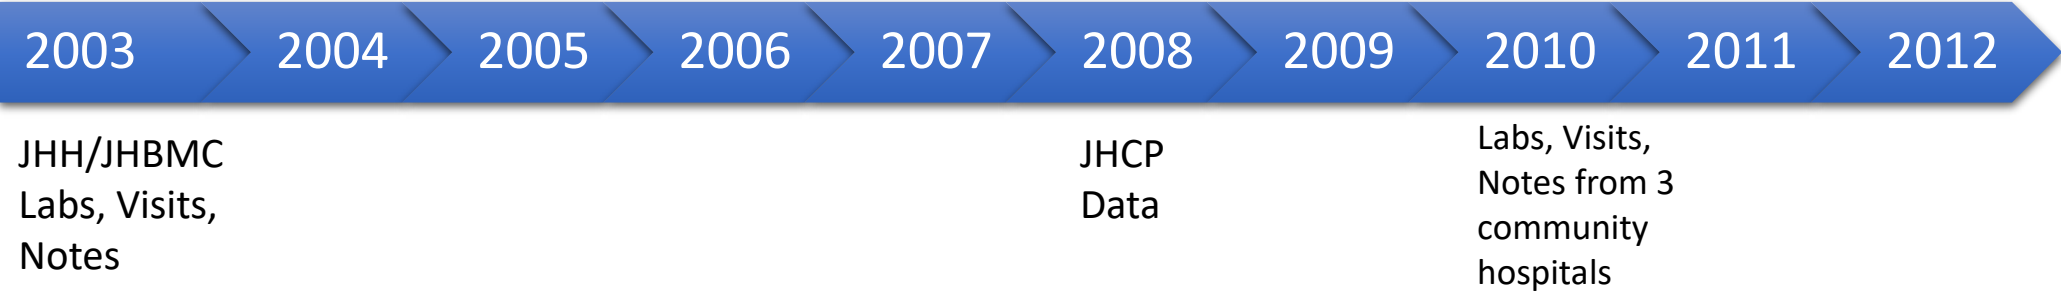 2003 2004 2005 2006 2007 2008 2009 2010 2011 2012
JHH/JHBMC
Labs, Visits,
Notes
JHCP
Data
Labs, Visits,
Notes from 3
community
hospitals